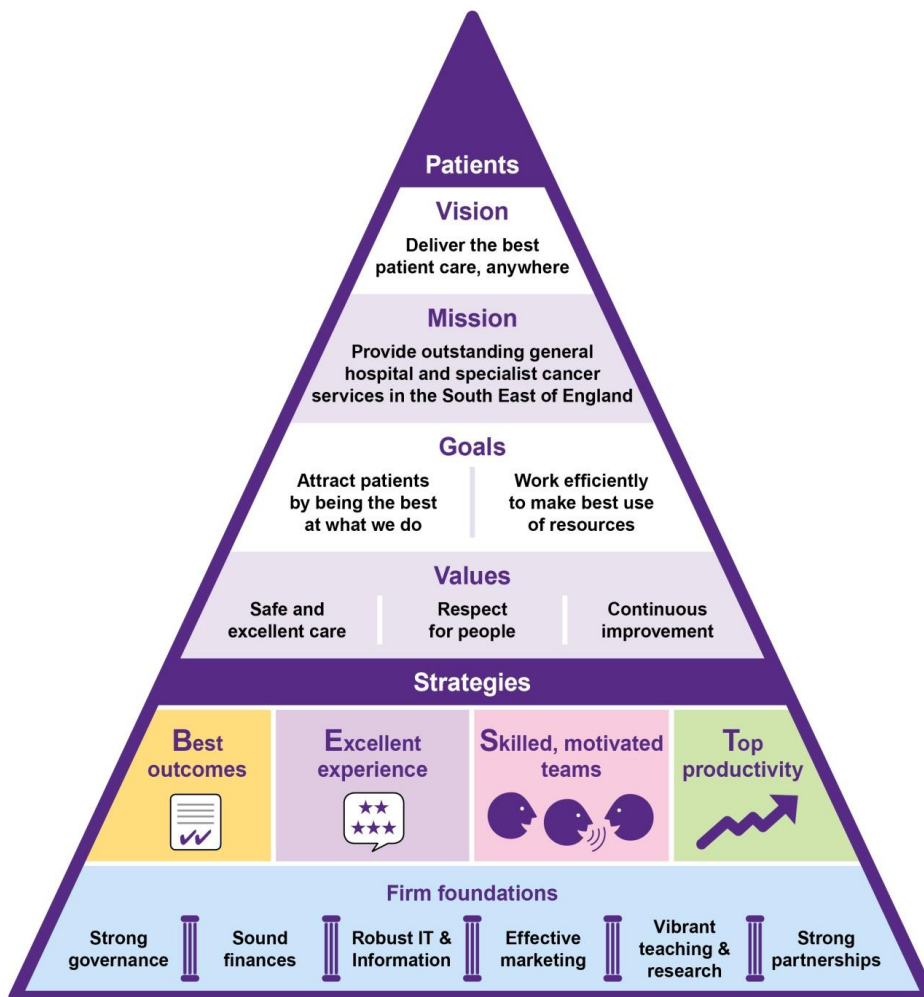 Patients
Vision
Deliver the best
patient care, anywhere
Mission
Provide outstanding general
hospital and specialist cancer
services in the South East of England
Goals
Attract patients
by being the best
at what we do
Work efficiently
to make best use
of resources
Values
Safe and
excellent care
Respect
for people
Continuous
improvement
Strategies
Best
outcomes
Excellent
experience
Skilled, motivated
teams
Top
productivity
Firm foundations
Strong
governance
Sound
finances
Robust IT &
Information
Effective
marketing
Vibrant
teaching &
research
Strong
partnerships